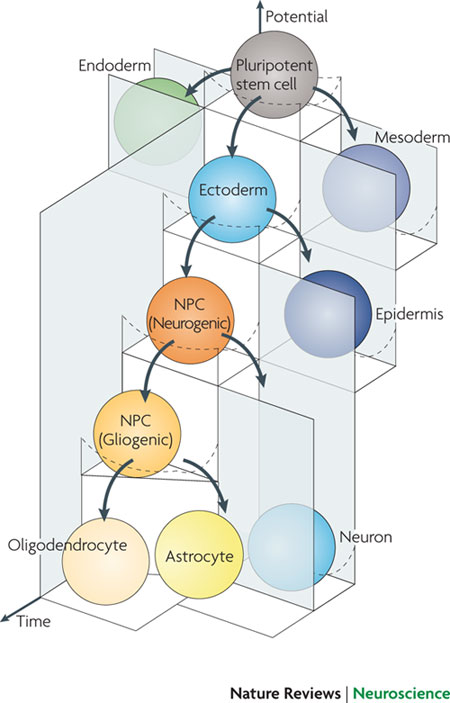 Potential
Endoderm
Pluripotent
stem cell
Mesoderm
Ectoderm
NPC
(Neurogenic)
Epidermis
NPC
(Gliogenic)
Oligodendrocyte
Astrocyte
Neuron
Time
Nature Reviews | Neuroscience